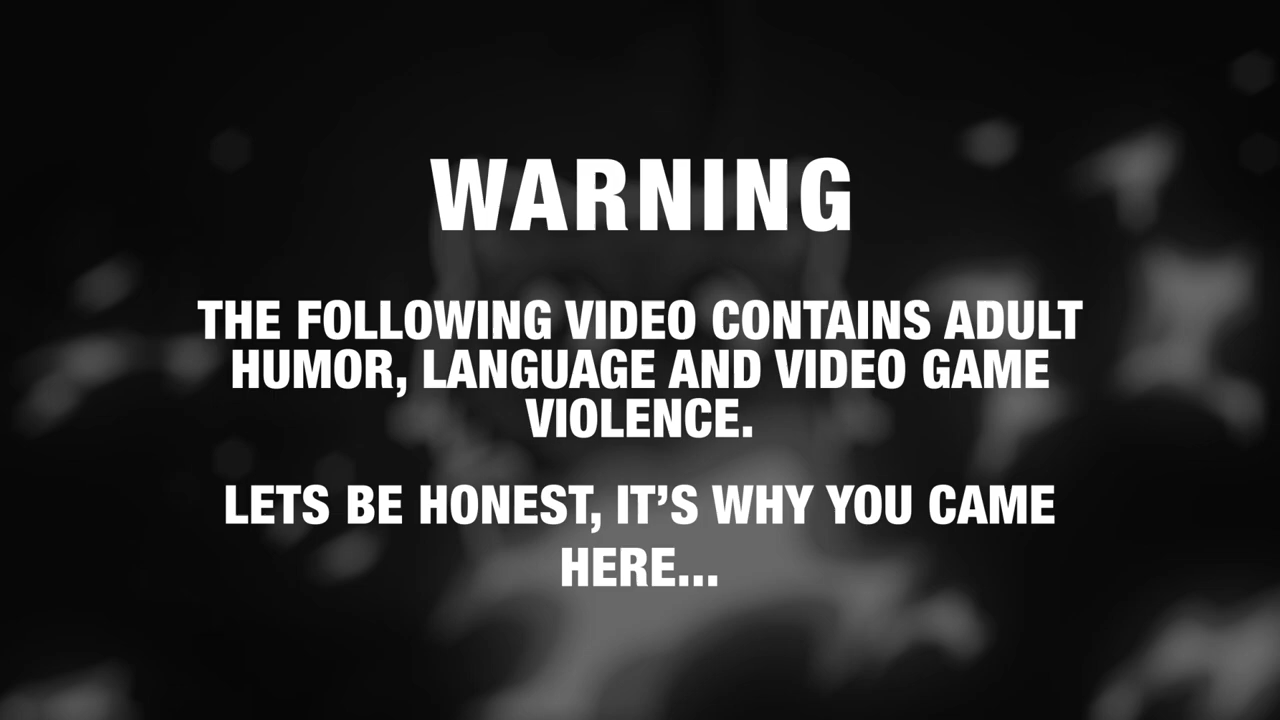 WARNING
THE FOLLOWING VIDEO CONTAINS ADULT
HUMOR, LANGUAGE AND VIDEO GAME
VIOLENCE.
LETS BE HONEST, IT’S WHY YOU CAME
HERE...